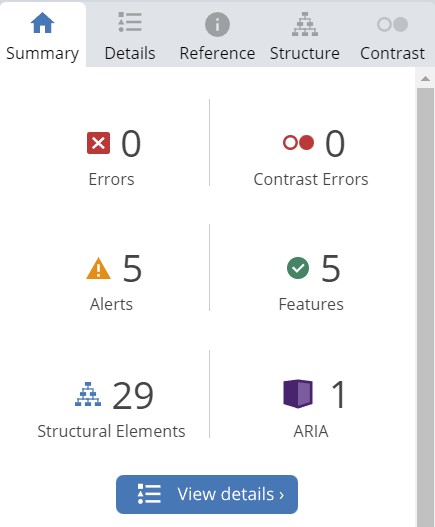 Summary Details Reference Structure Contrast
0 0
Errors Contrast Errors
5 5
Alerts Features
29 1
Structural Elements ARIA
View details ›